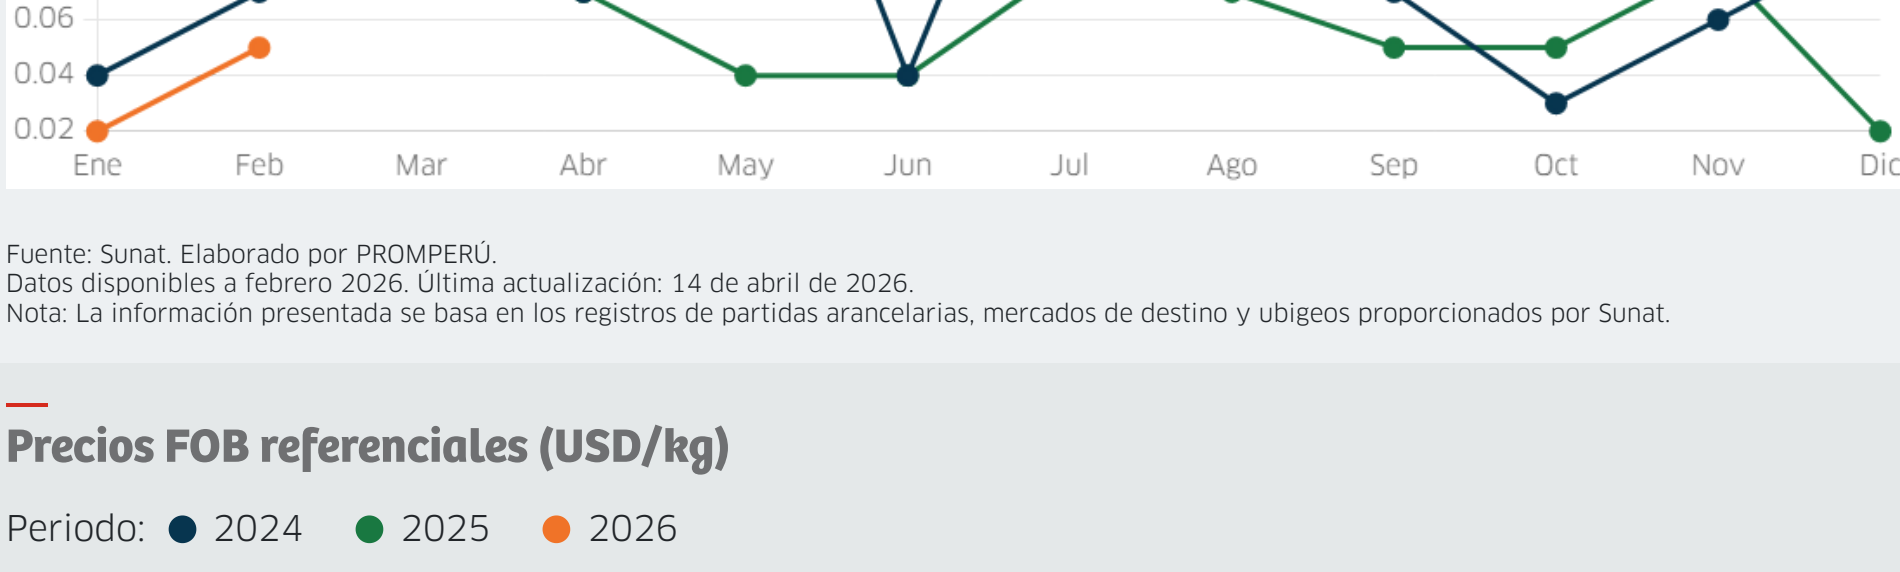 0.06
0.04
0.02
Ene Feb Mar Abr May Jun Jul Ago Sep Oct Nov Dic
Fuente: Sunat. Elaborado por PROMPERÚ.
Datos disponibles a febrero 2026. Última actualización: 14 de abril de 2026.
Nota: La información presentada se basa en los registros de partidas arancelarias, mercados de destino y ubigeos proporcionados por Sunat.
Precios FOB referenciales (USD/kg)
Periodo: 2024 2025 2026